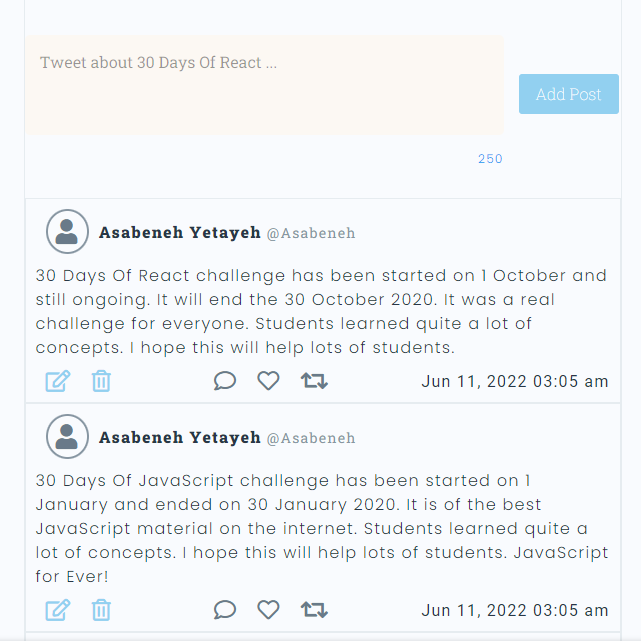 Tweet about 30 Days Of React ...
Add Post
250
Asabeneh Yetayeh @Asabeneh
30 Days Of React challenge has been started on 1 October and
still ongoing. It will end the 30 October 2020. It was a real
challenge for everyone. Students learned quite a lot of
concepts. I hope this will help lots of students.
Jun 11, 2022 03:05 am
Asabeneh Yetayeh @Asabeneh
30 Days Of JavaScript challenge has been started on 1
January and ended on 30 January 2020. It is of the best
JavaScript material on the internet. Students learned quite a
lot of concepts. I hope this will help lots of students. JavaScript
for Ever!
Jun 11, 2022 03:05 am